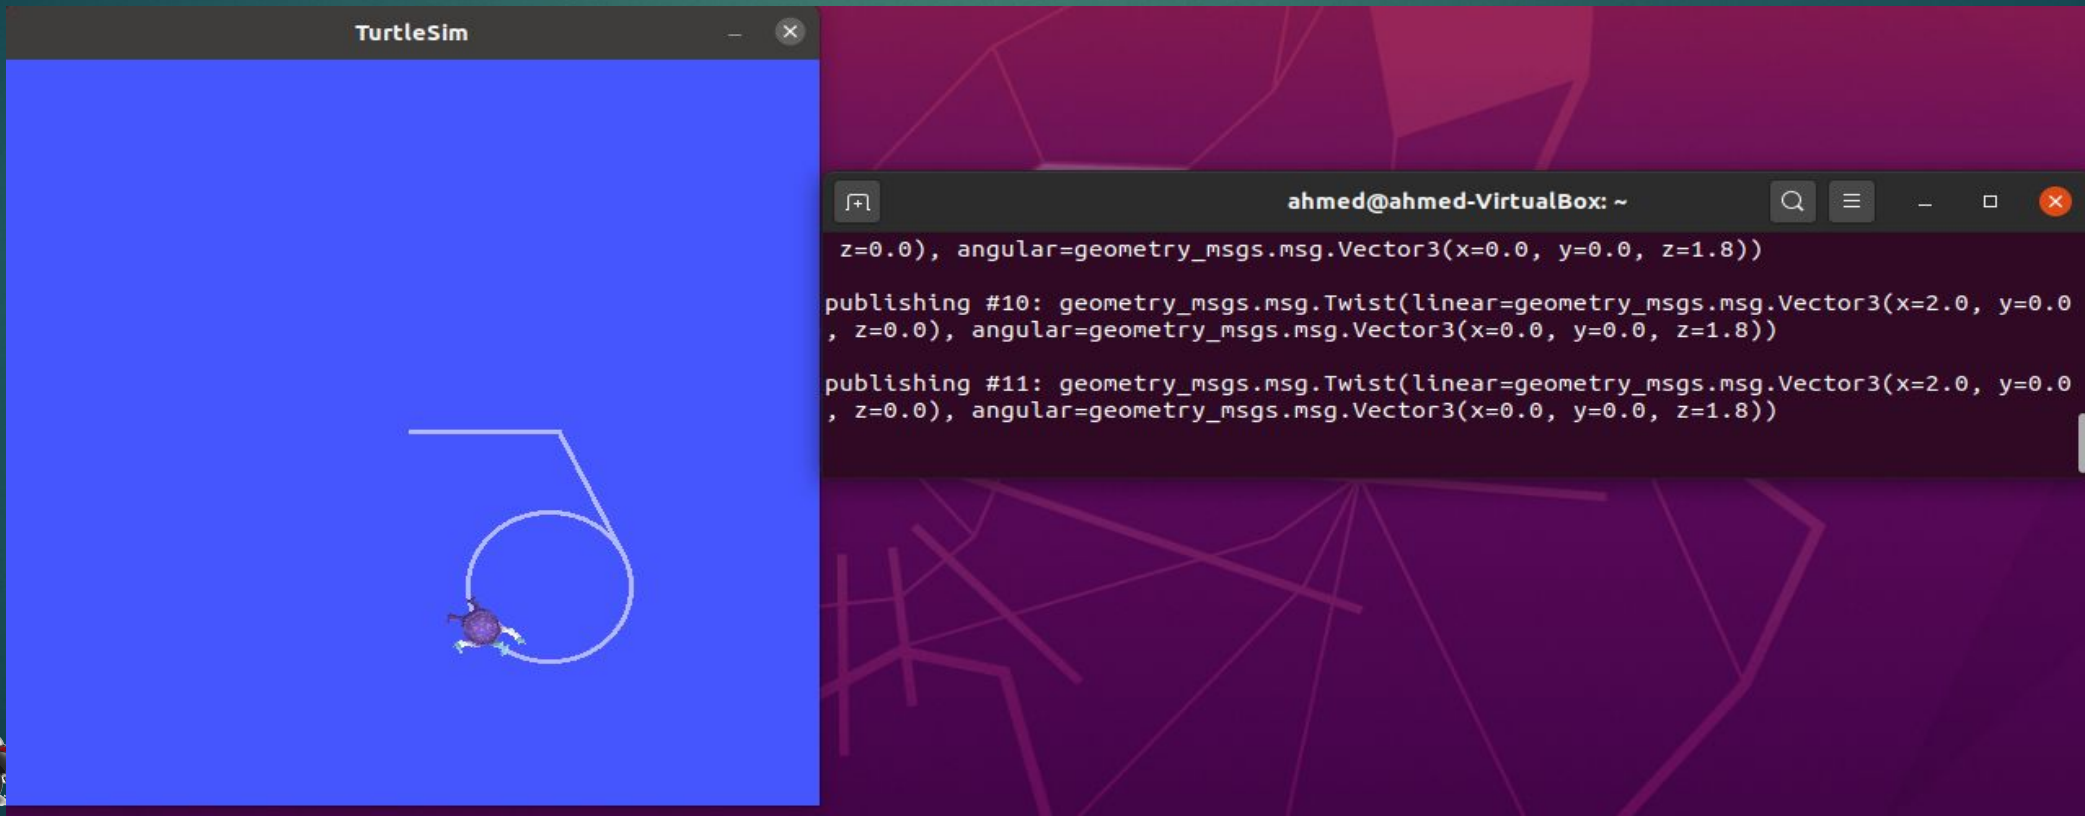 TurtleSim
ahmed@ahmed-VirtualBox: ~
z=0.0), angular=geometry_msgs.msg.Vector3(x=0.0, y=0.0, z=1.8))
publishing #10: geometry_msgs.msg.Twist(linear=geometry_msgs.msg.Vector3(x=2.0, y=0.0
, z=0.0), angular=geometry_msgs.msg.Vector3(x=0.0, y=0.0, z=1.8))
publishing #11: geometry_msgs.msg.Twist(linear=geometry_msgs.msg.Vector3(x=2.0, y=0.0
, z=0.0), angular=geometry_msgs.msg.Vector3(x=0.0, y=0.0, z=1.8))